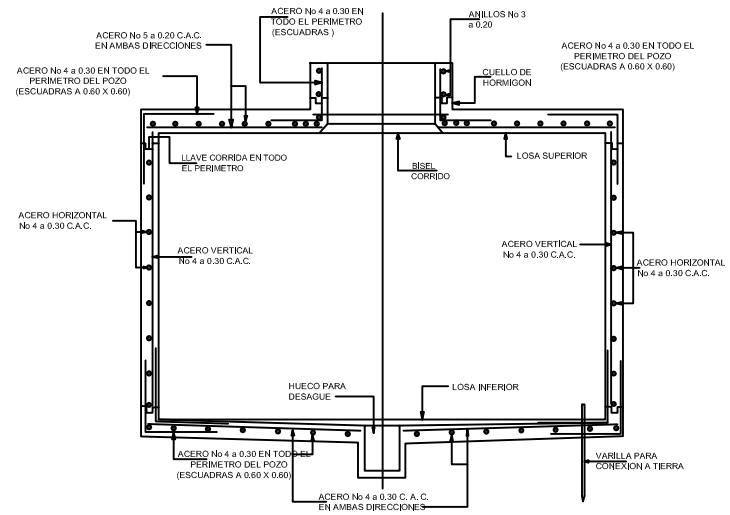 ACERO No 4 a 0.30 EN
TODO EL PERIMETRO
(ESCUADRAS )
ANILLOS No 3
a 0.20
ACERO No 5 a 0.20 C.A.C.
EN AMBAS DIRECCIONES
ACERO No 4 a 0.30 EN TODO EL
PERIMETRO DEL POZO
(ESCUADRAS A 0.60 X 0.60)
ACERO No 4 a 0.30 EN TODO EL
PERIMETRO DEL POZO
(ESCUADRAS A 0.60 X 0.60)
CUELLO DE
HORMIGON
LLAVE CORRIDA EN TODO
EL PERIMETRO
BISEL
CORRIDO
LOSA SUPERIOR
ACERO HORIZONTAL
No 4 a 0.30 C.A.C.
ACERO VERTICAL
No 4 a 0.30 C.A.C.
ACERO VERTICAL
No 4 a 0.30 C.A.C.
ACERO HORIZONTAL
No 4 a 0.30 C.A.C.
HUECO PARA
DESAGUE
LOSA INFERIOR
ACERO No 4 a 0.30 EN TODO EL
PERIMETRO DEL POZO
(ESCUADRAS A 0.60 X 0.60)
VARILLA PARA
CONEXION A TIERRA
ACERO No 4 a 0.30 C. A. C.
EN AMBAS DIRECCIONES